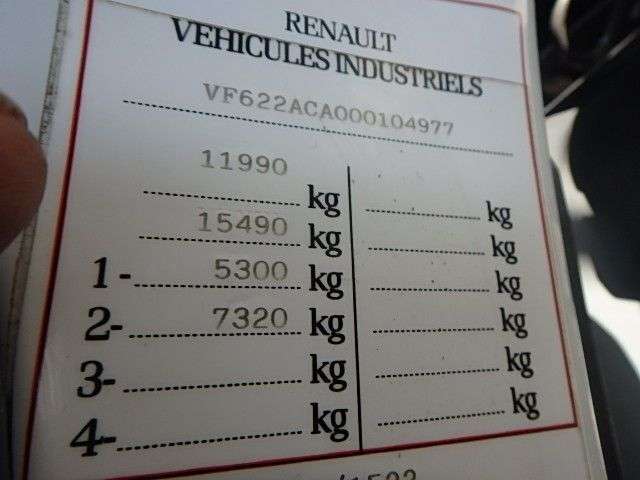 RENAULT
VEHICULES INDUSTRIELS
VF622ACA000104977
11990 kg kg
15490 kg kg
1- 5300 kg kg
2- 7320 kg kg
3- kg kg
4- kg kg